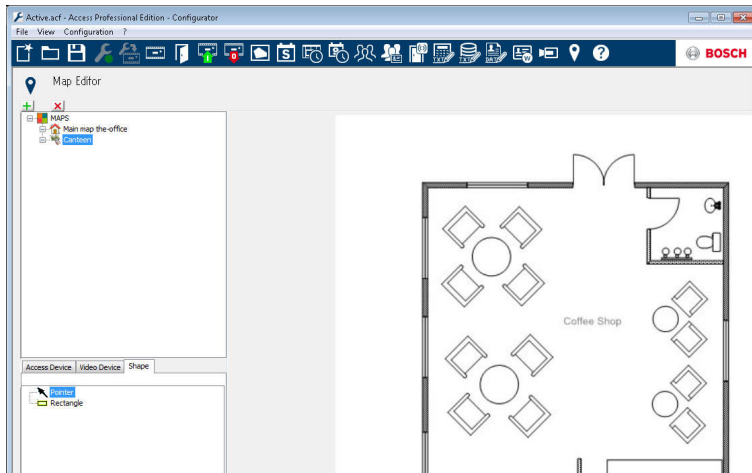 Active.acf - Access Professional Edition - Configurator
File View Configuration ?
BOSCH
Map Editor
MAPS
Main map the-office
Canteen
Coffee Shop
Access Device Video Device Shape
Pointer
Rectangle